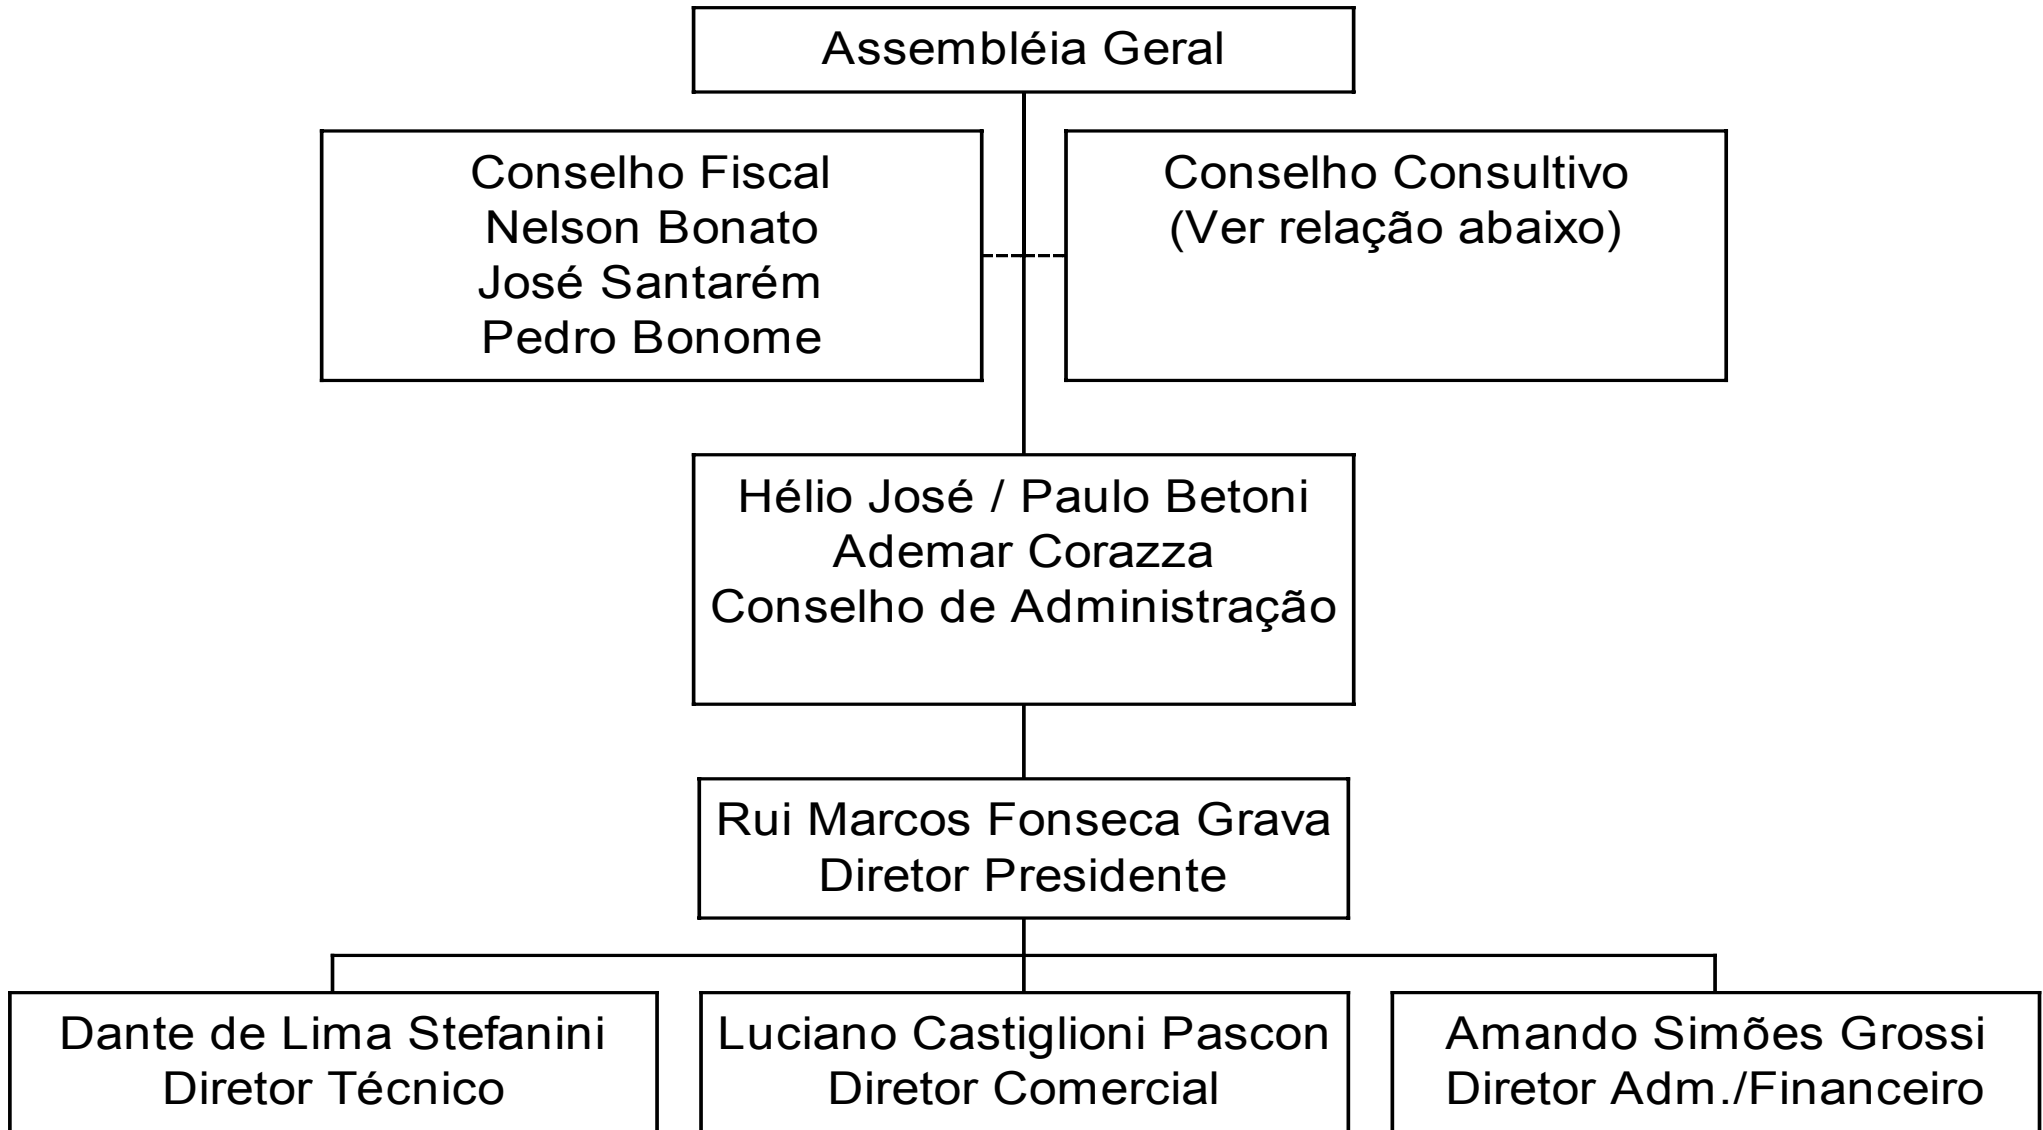 Assembléia Geral
Conselho Fiscal
Nelson Bonato
José Santarém
Pedro Bonome
Conselho Consultivo
(Ver relação abaixo)
Hélio José / Paulo Betoni
Ademar Corazza
Conselho de Administração
Rui Marcos Fonseca Grava
Diretor Presidente
Dante de Lima Stefanini
Diretor Técnico
Luciano Castiglioni Pascon
Diretor Comercial
Amando Simões Grossi
Diretor Adm./Financeiro